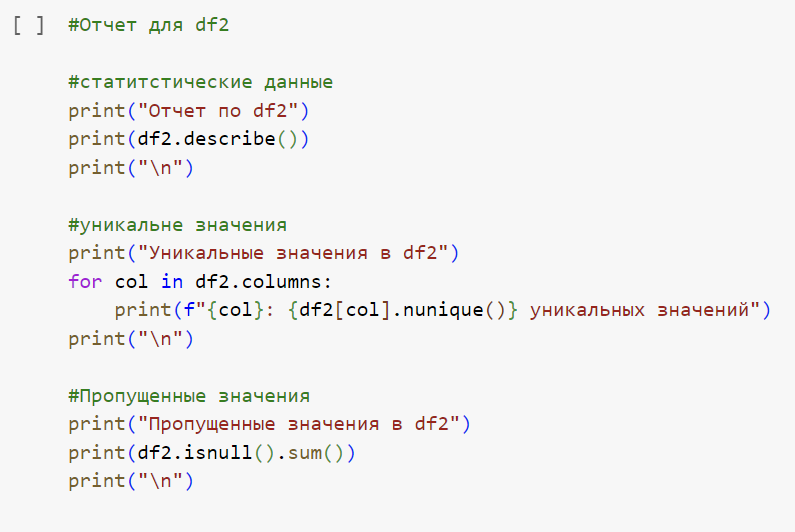 [ ] #Отчет для df2
#статитстические данные
print("Отчет по df2")
print(df2.describe())
print("\n")
#уникальне значения
print("Уникальные значения в df2")
for col in df2.columns:
    print(f"{col}: {df2[col].nunique()} уникальных значений")
print("\n")
#Пропущенные значения
print("Пропущенные значения в df2")
print(df2.isnull().sum())
print("\n")